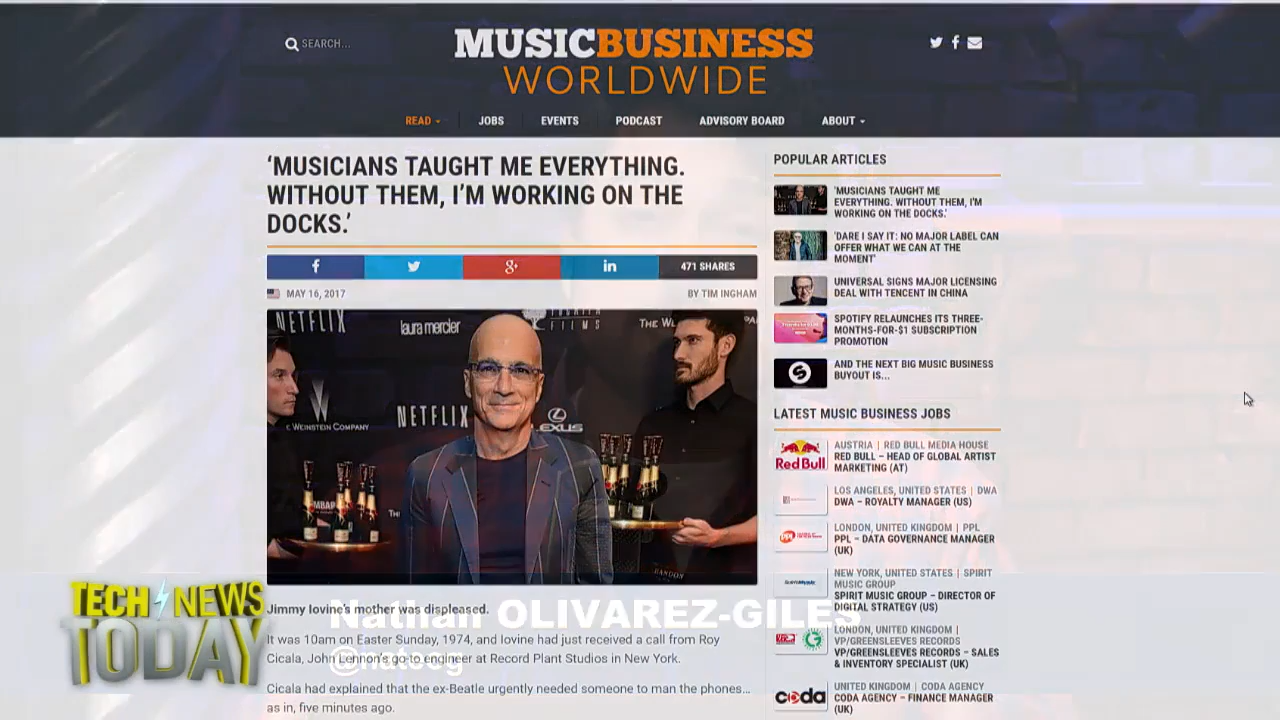 SEARCH...
MUSICBUSINESS
WORLDWIDE
READ
JOBS
EVENTS
PODCAST
ADVISORY BOARD
ABOUT
‘MUSICIANS TAUGHT ME EVERYTHING.
WITHOUT THEM, I’M WORKING ON THE
DOCKS.’
471 SHARES
MAY 16, 2017
BY TIM INGHAM
NETFLIX
laura mercier
FILMS
NETFLIX
LEXUS
WEINSTEIN COMPANY
Jimmy Iovine's mother was displeased.
It was 10am on Easter Sunday, 1974, and Iovine had just received a call from Roy
Cicala, John Lennon's go-to engineer at Record Plant Studios in New York.
Cicala had explained that the ex-Beatle urgently needed someone to man the phones...
as in, five minutes ago.
POPULAR ARTICLES
'MUSICIANS TAUGHT ME
EVERYTHING. WITHOUT THEM, I'M
WORKING ON THE DOCKS.'
'DARE I SAY IT: NO MAJOR LABEL CAN
OFFER WHAT WE CAN AT THE
MOMENT'
UNIVERSAL SIGNS MAJOR LICENSING
DEAL WITH TENCENT IN CHINA
SPOTIFY RELAUNCHES ITS THREE-
MONTHS-FOR-$1 SUBSCRIPTION
PROMOTION
AND THE NEXT BIG MUSIC BUSINESS
BUYOUT IS...
LATEST MUSIC BUSINESS JOBS
Red Bull
AUSTRIA | RED BULL MEDIA HOUSE
RED BULL – HEAD OF GLOBAL ARTIST
MARKETING (AT)
LOS ANGELES, UNITED STATES | DWA
DWA – ROYALTY MANAGER (US)
LONDON, UNITED KINGDOM | PPL
PPL – DATA GOVERNANCE MANAGER
(UK)
NEW YORK, UNITED STATES | SPIRIT
MUSIC GROUP
SPIRIT MUSIC GROUP – DIRECTOR OF
DIGITAL STRATEGY (US)
LONDON, UNITED KINGDOM |
VP/GREENSLEEVES RECORDS
VP/GREENSLEEVES RECORDS – SALES
& INVENTORY SPECIALIST (UK)
coda
UNITED KINGDOM | CODA AGENCY
CODA AGENCY – FINANCE MANAGER
(UK)
TECH NEWS
TODAY
Nathan OLIVAREZ-GILES
@nateog